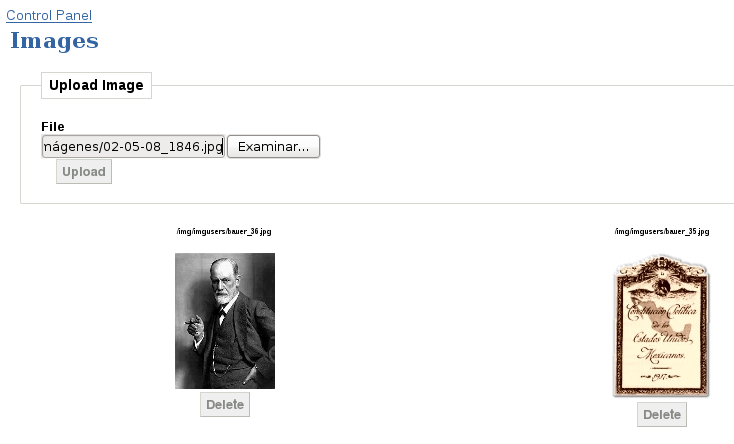 Control Panel
Images
Upload Image
File
mágenes/02-05-08_1846.jpg Examinar...
Upload
/img/imgusers/bauer_36.jpg
/img/imgusers/bauer_35.jpg
Constitución Política
de los
Estados Unidos
Mexicanos.
1917.
Delete
Delete